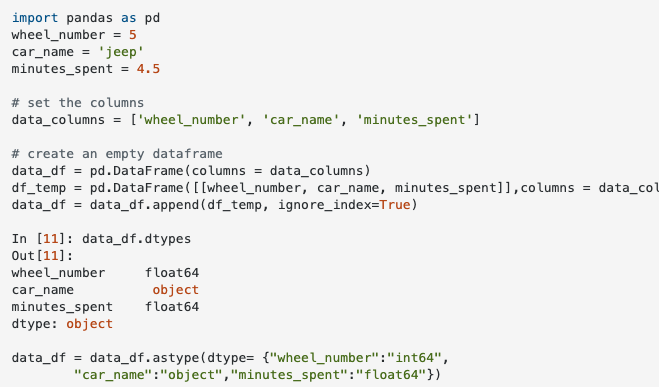 import pandas as pd
wheel_number = 5
car_name = 'jeep'
minutes_spent = 4.5
# set the columns
data_columns = ['wheel_number', 'car_name', 'minutes_spent']
# create an empty dataframe
data_df = pd.DataFrame(columns = data_columns)
df_temp = pd.DataFrame([[wheel_number, car_name, minutes_spent]],columns = data_col
data_df = data_df.append(df_temp, ignore_index=True)
In [11]: data_df.dtypes
Out[11]:
wheel_number     float64
car_name          object
minutes_spent    float64
dtype: object
data_df = data_df.astype(dtype= {"wheel_number":"int64",
        "car_name":"object","minutes_spent":"float64"})